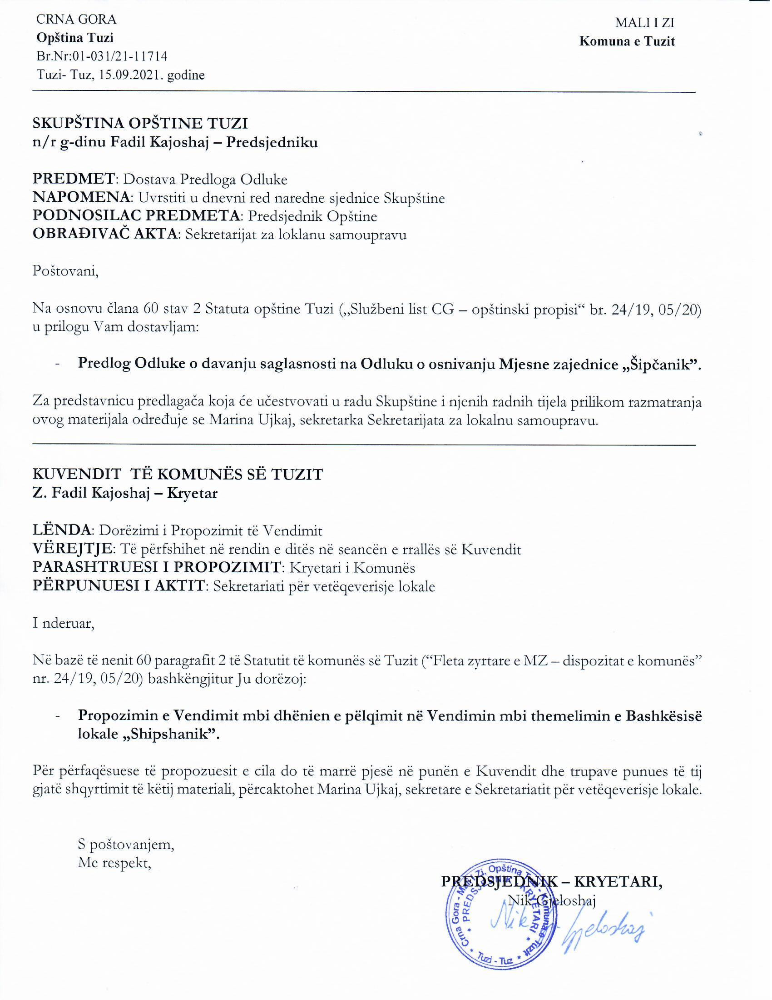 CRNA GORA
Opština Tuzi
Br.Nr:01-031/21-11714
Tuzi- Tuz, 15.09.2021. godine
MALI I ZI
Komuna e Tuzit
SKUPŠTINA OPŠTINE TUZI
n/r g-dinu Fadil Kajoshaj – Predsjedniku
PREDMET: Dostava Predloga Odluke
NAPOMENA: Uvrstiti u dnevni red naredne sjednice Skupštine
PODNOSILAC PREDMETA: Predsjednik Opštine
OBRAĐIVAČ AKTA: Sekretarijat za loklanu samoupravu
Poštovani,
Na osnovu člana 60 stav 2 Statuta opštine Tuzi („Službeni list CG – opštinski propisi“ br. 24/19, 05/20)
u prilogu Vam dostavljam:
- Predlog Odluke o davanju saglasnosti na Odluku o osnivanju Mjesne zajednice „Šipčanik”.
Za predstavnicu predlagača koja će učestvovati u radu Skupštine i njenih radnih tijela prilikom razmatranja
ovog materijala određuje se Marina Ujkaj, sekretarka Sekretarijata za lokalnu samoupravu.
KUVENDIT TË KOMUNËS SË TUZIT
Z. Fadil Kajoshaj – Kryetar
LËNDA: Dorëzimi i Propozimit të Vendimit
VËREJTJE: Të përfshihet në rendin e ditës në seancën e rrallës së Kuvendit
PARASHTRUESI I PROPOZIMIT: Kryetari i Komunës
PËRPUNUESI I AKTIT: Sekretariati për vetëqeverisje lokale
I nderuar,
Në bazë të nenit 60 paragrafit 2 të Statutit të komunës së Tuzit (“Fleta zyrtare e MZ – dispozitat e komunës”
nr. 24/19, 05/20) bashkëngjitur Ju dorëzoj:
- Propozimin e Vendimit mbi dhënien e pëlqimit në Vendimin mbi themelimin e Bashkësisë
lokale „Shipshanik”.
Për përfaqësuese të propozuesit e cila do të marrë pjesë në punën e Kuvendit dhe trupave punues të tij
gjatë shqyrtimit të këtij materiali, përcaktohet Marina Ujkaj, sekretare e Sekretariatit për vetëqeverisje lokale.
S poštovanjem,
Me respekt,
PREDSJEDNIK – KRYETARI,
Nik Gjeloshaj
Crna Gora - Mali i Zi, Opština Tuzi - Komuna e Tuzit
* PREDSJEDNIK - KRYETARI *
* Tuzi - Tuz *
Nik Gjeloshaj